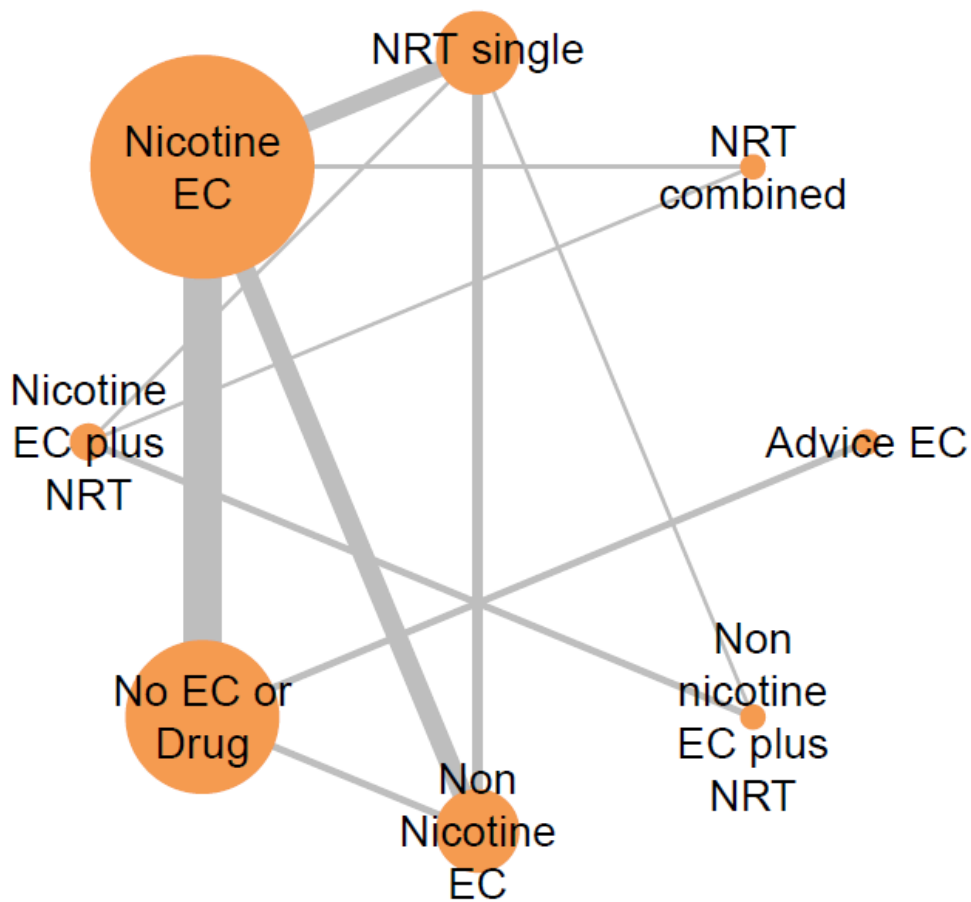 NRT single
Nicotine
EC
NRT
combined
Nicotine
EC plus
NRT
Advice EC
No EC or
Drug
Non
nicotine
EC plus
NRT
Non
Nicotine
EC